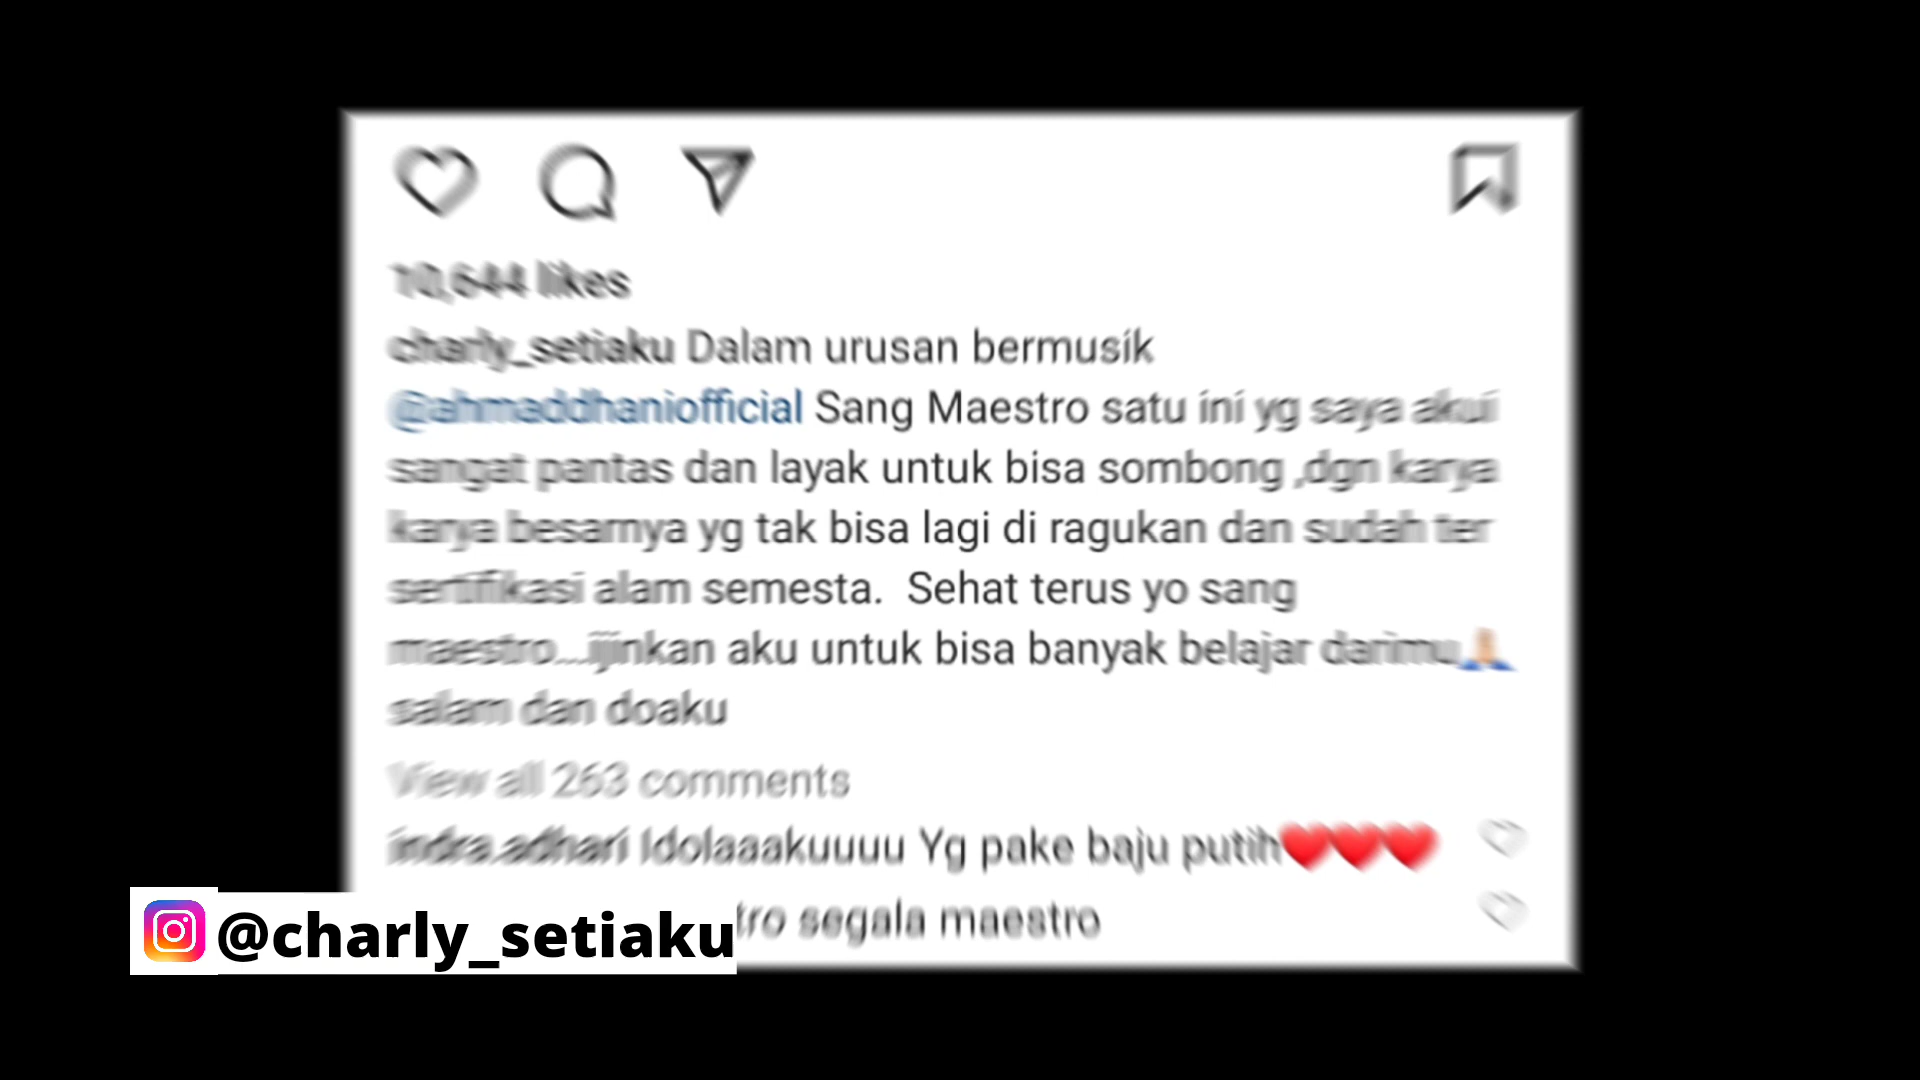 10,644 likes
charly_setiaku Dalam urusan bermusik
@ahmaddhaniofficial Sang Maestro satu ini yg saya akui
sangat pantas dan layak untuk bisa sombong ,dgn karya
karya besarnya yg tak bisa lagi di ragukan dan sudah ter
sertifikasi alam semesta. Sehat terus yo sang
maestro...ijinkan aku untuk bisa banyak belajar darimu🙏🏼
salam dan doaku
View all 263 comments
indra.adhari Idolaaakuuuu Yg pake baju putih❤️❤️❤️
segala maestro
@charly_setiaku